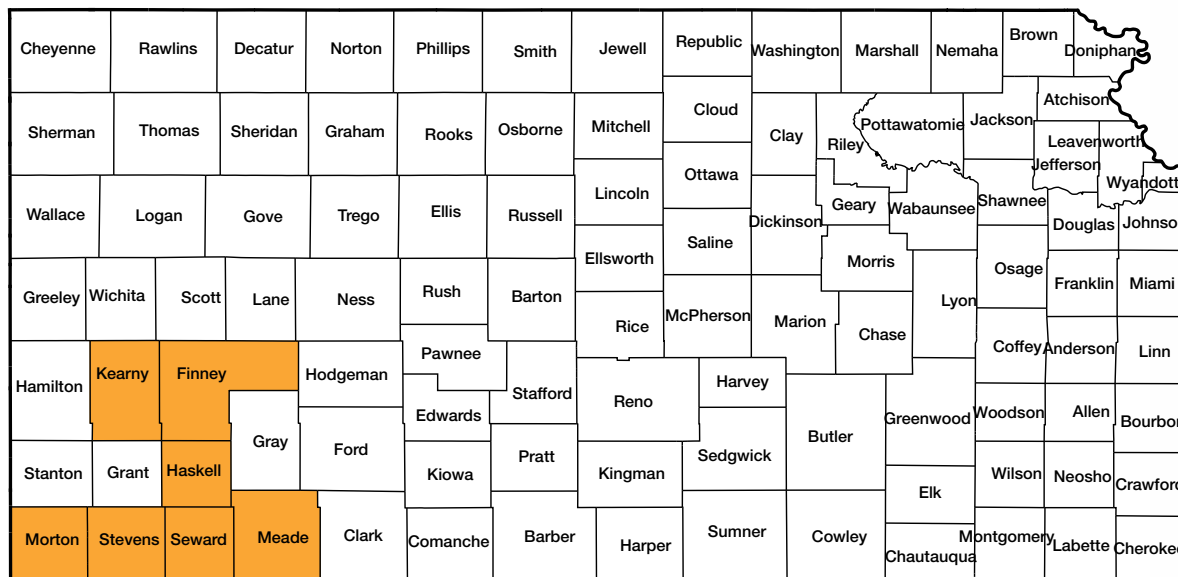 Cheyenne
Rawlins
Decatur
Norton
Phillips
Smith
Jewell
Republic
Washington
Marshall
Nemaha
Brown
Doniphan
Sherman
Thomas
Sheridan
Graham
Rooks
Osborne
Mitchell
Cloud
Clay
Riley
Pottawatomie
Jackson
Atchison
Leavenworth
Jefferson
Wyandott
Wallace
Logan
Gove
Trego
Ellis
Russell
Lincoln
Ottawa
Saline
Dickinson
Geary
Wabaunsee
Shawnee
Douglas
Johnso
Ellsworth
Morris
Osage
Lyon
Franklin
Miami
Greeley
Wichita
Scott
Lane
Ness
Rush
Barton
Rice
McPherson
Marion
Chase
Coffey
Anderson
Linn
Hamilton
Kearny
Finney
Hodgeman
Pawnee
Edwards
Stafford
Reno
Harvey
Butler
Greenwood
Woodson
Allen
Bourbon
Stanton
Grant
Haskell
Gray
Ford
Kiowa
Pratt
Kingman
Sedgwick
Elk
Wilson
Neosho
Crawford
Morton
Stevens
Seward
Meade
Clark
Comanche
Barber
Harper
Sumner
Cowley
Chautauqua
Montgomery
Labette
Cherokee